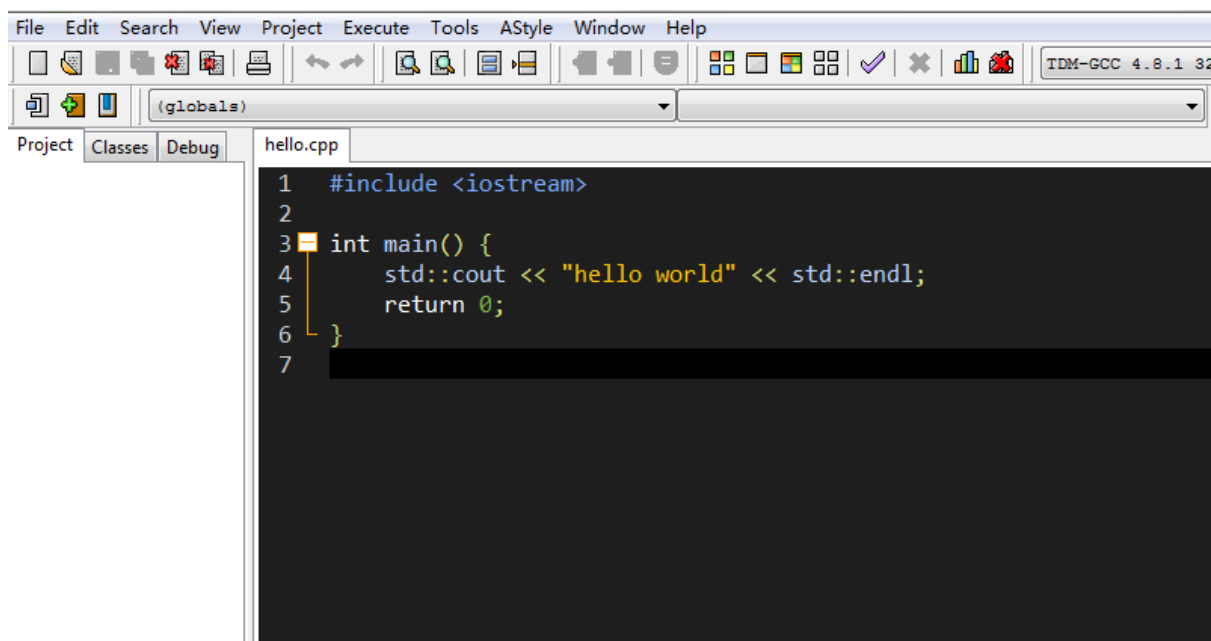 File Edit Search View Project Execute Tools AStyle Window Help
TDM-GCC 4.8.1 32
(globals)
Project Classes Debug hello.cpp
1 #include <iostream>
2
3 int main() {
4     std::cout << "hello world" << std::endl;
5     return 0;
6 }
7